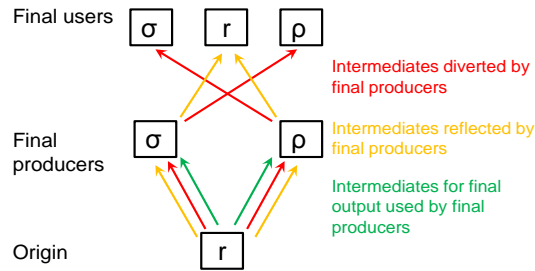 Final users
σ r ρ
Intermediates diverted by
final producers
Final
producers
σ ρ
Intermediates reflected by
final producers
Intermediates for final
output used by final
producers
Origin
r